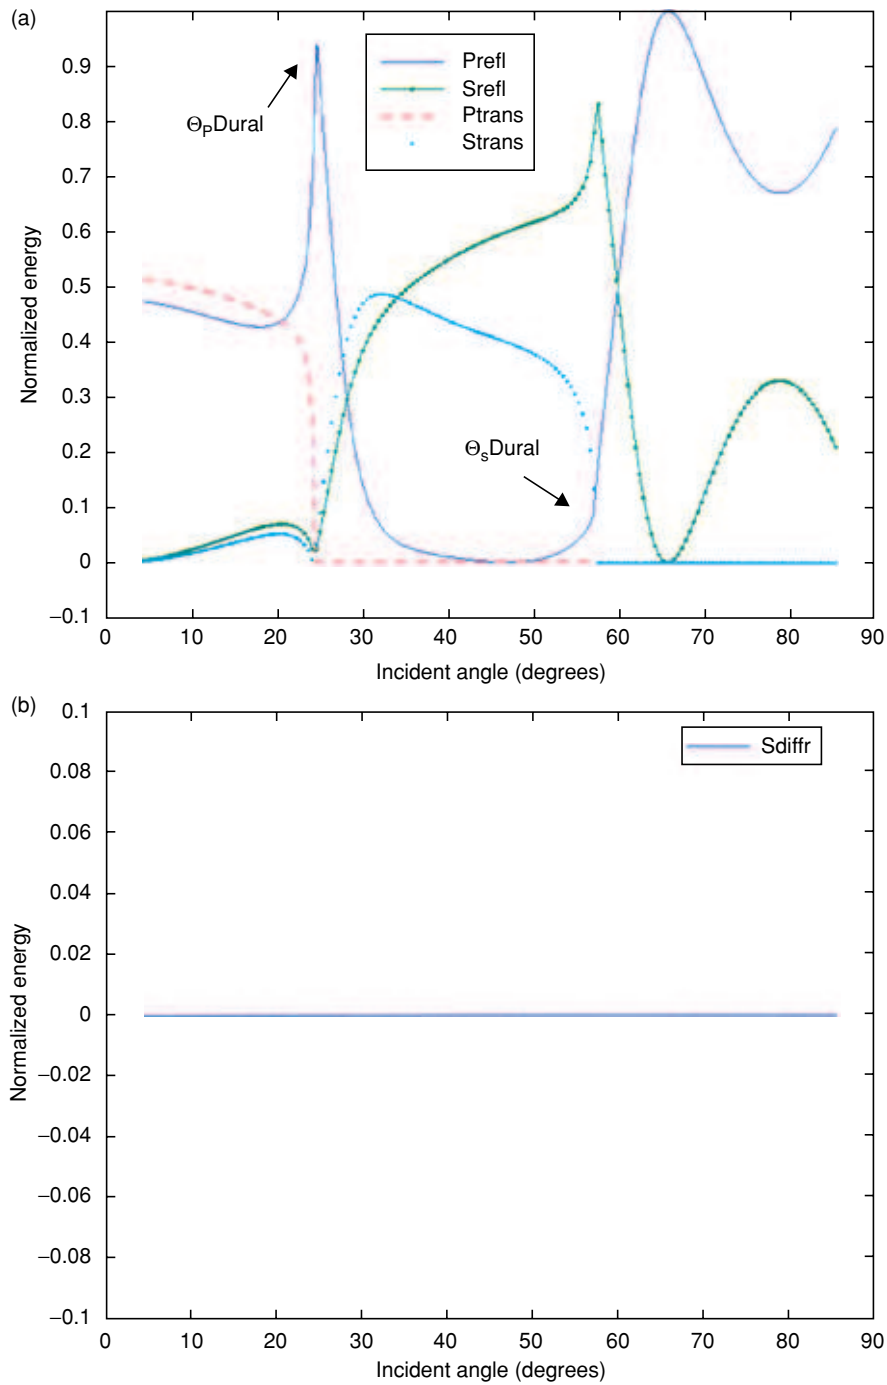 (a)
0.9
0.8
0.7
0.6
0.5
0.4
0.3
0.2
0.1
0
−0.1
Normalized energy
Prefl
Srefl
Ptrans
Strans
ΘPDural
ΘsDural
0 10 20 30 40 50 60 70 80 90
Incident angle (degrees)
(b)
0.1
0.08
0.06
0.04
0.02
0
−0.02
−0.04
−0.06
−0.08
−0.1
Normalized energy
Sdiffr
0 10 20 30 40 50 60 70 80 90
Incident angle (degrees)